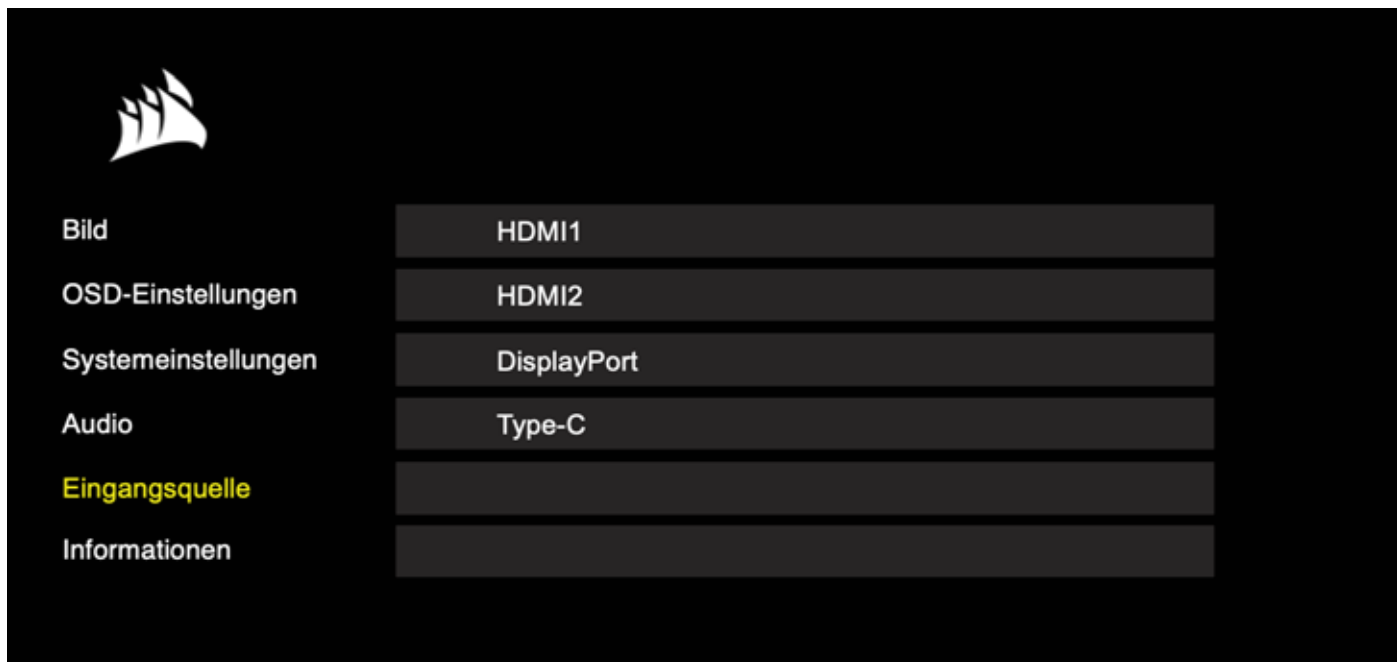 Bild
HDMI1
OSD-Einstellungen
HDMI2
Systemeinstellungen
DisplayPort
Audio
Type-C
Eingangsquelle
Informationen